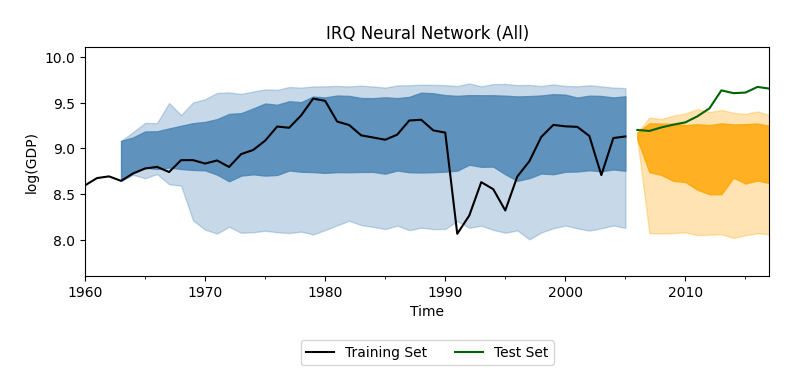 IRQ Neural Network (All)
10.0
9.5
9.0
8.5
8.0
log(GDP)
1960 1970 1980 1990 2000 2010
Time
Training Set Test Set